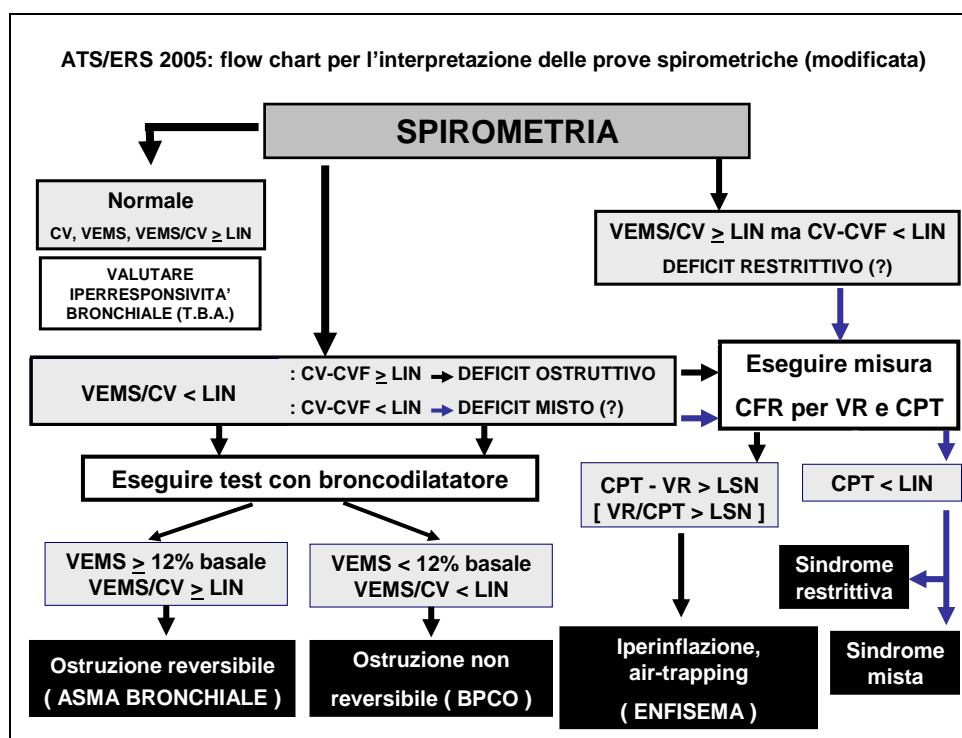 ATS/ERS 2005: flow chart per l’interpretazione delle prove spirometriche (modificata)
SPIROMETRIA
Normale
CV, VEMS, VEMS/CV ≥ LIN
VALUTARE
IPERRESPONSIVITA’
BRONCHIALE (T.B.A.)
VEMS/CV ≥ LIN ma CV-CVF < LIN
DEFICIT RESTRITTIVO (?)
VEMS/CV < LIN
: CV-CVF ≥ LIN → DEFICIT OSTRUTTIVO
: CV-CVF < LIN → DEFICIT MISTO (?)
Eseguire misura
CFR per VR e CPT
Eseguire test con broncodilatatore
CPT - VR > LSN
[ VR/CPT > LSN ]
CPT < LIN
VEMS ≥ 12% basale
VEMS/CV ≥ LIN
VEMS < 12% basale
VEMS/CV < LIN
Sindrome
restrittiva
Ostruzione reversibile
( ASMA BRONCHIALE )
Ostruzione non
reversibile ( BPCO )
Iperinflazione,
air-trapping
( ENFISEMA )
Sindrome
mista